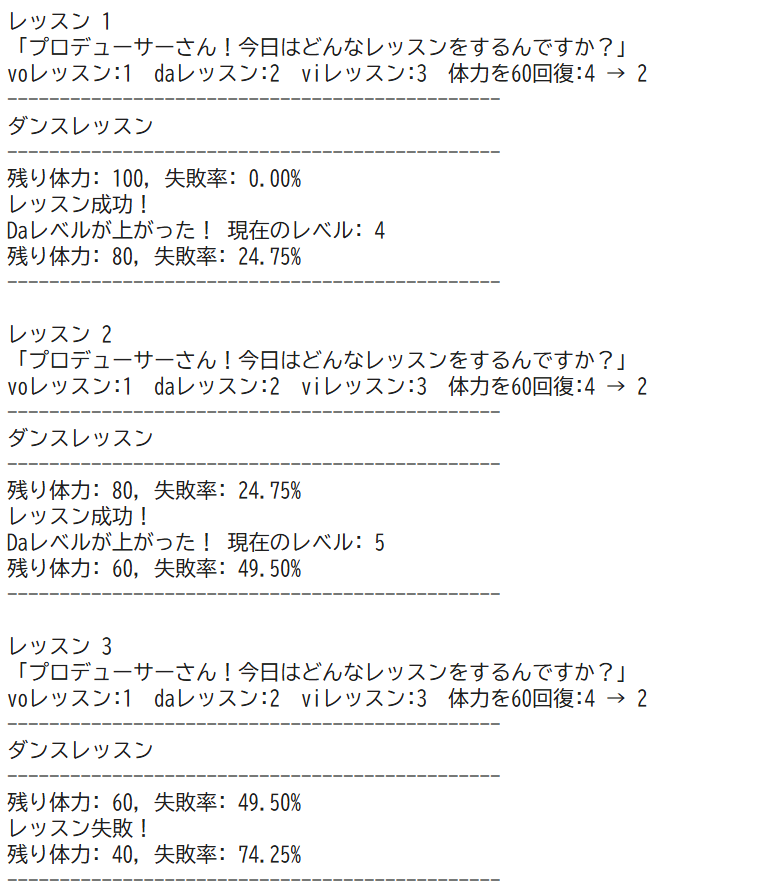 レッスン 1
「プロデューサーさん！今日はどんなレッスンをするんですか？」
voレッスン:1  daレッスン:2  viレッスン:3  体力を60回復:4 → 2
-----------------------------------------------
ダンスレッスン
-----------------------------------------------
残り体力: 100, 失敗率: 0.00%
レッスン成功！
Daレベルが上がった！ 現在のレベル: 4
残り体力: 80, 失敗率: 24.75%
-----------------------------------------------
レッスン 2
「プロデューサーさん！今日はどんなレッスンをするんですか？」
voレッスン:1  daレッスン:2  viレッスン:3  体力を60回復:4 → 2
-----------------------------------------------
ダンスレッスン
-----------------------------------------------
残り体力: 80, 失敗率: 24.75%
レッスン成功！
Daレベルが上がった！ 現在のレベル: 5
残り体力: 60, 失敗率: 49.50%
-----------------------------------------------
レッスン 3
「プロデューサーさん！今日はどんなレッスンをするんですか？」
voレッスン:1  daレッスン:2  viレッスン:3  体力を60回復:4 → 2
-----------------------------------------------
ダンスレッスン
-----------------------------------------------
残り体力: 60, 失敗率: 49.50%
レッスン失敗！
残り体力: 40, 失敗率: 74.25%
-----------------------------------------------